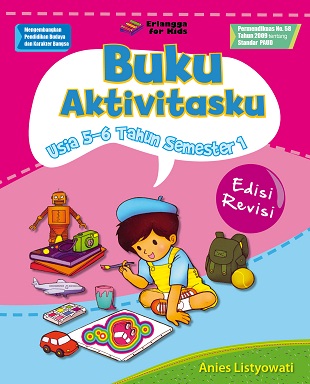 Erlangga
for Kids
Mengembangkan
Pendidikan Budaya
dan Karakter Bangsa
Permendiknas No. 58
Tahun 2009 tentang
Standar PAUD
Buku
Aktivitasku
Usia 5-6 Tahun Semester 1
Edisi
Revisi
Anies Listyowati